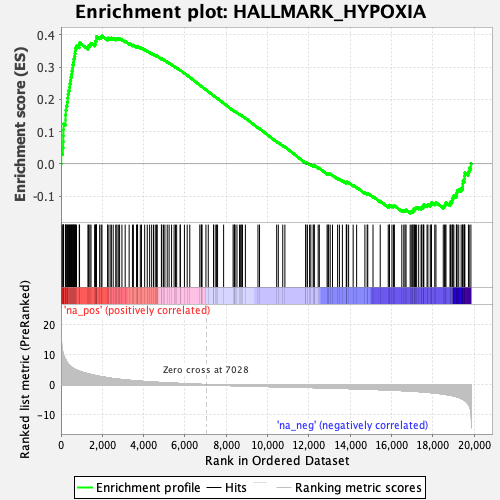 Enrichment plot: HALLMARK_HYPOXIA
Enrichment score (ES)
0.4
0.3
0.2
0.1
0.0
-0.1
Ranked list metric (PreRanked)
20
10
0
-10
'na_pos' (positively correlated)
Zero cross at 7028
'na_neg' (negatively correlated)
0 2,000 4,000 6,000 8,000 10,000 12,000 14,000 16,000 18,000 20,000
Rank in Ordered Dataset
Enrichment profile Hits Ranking metric scores